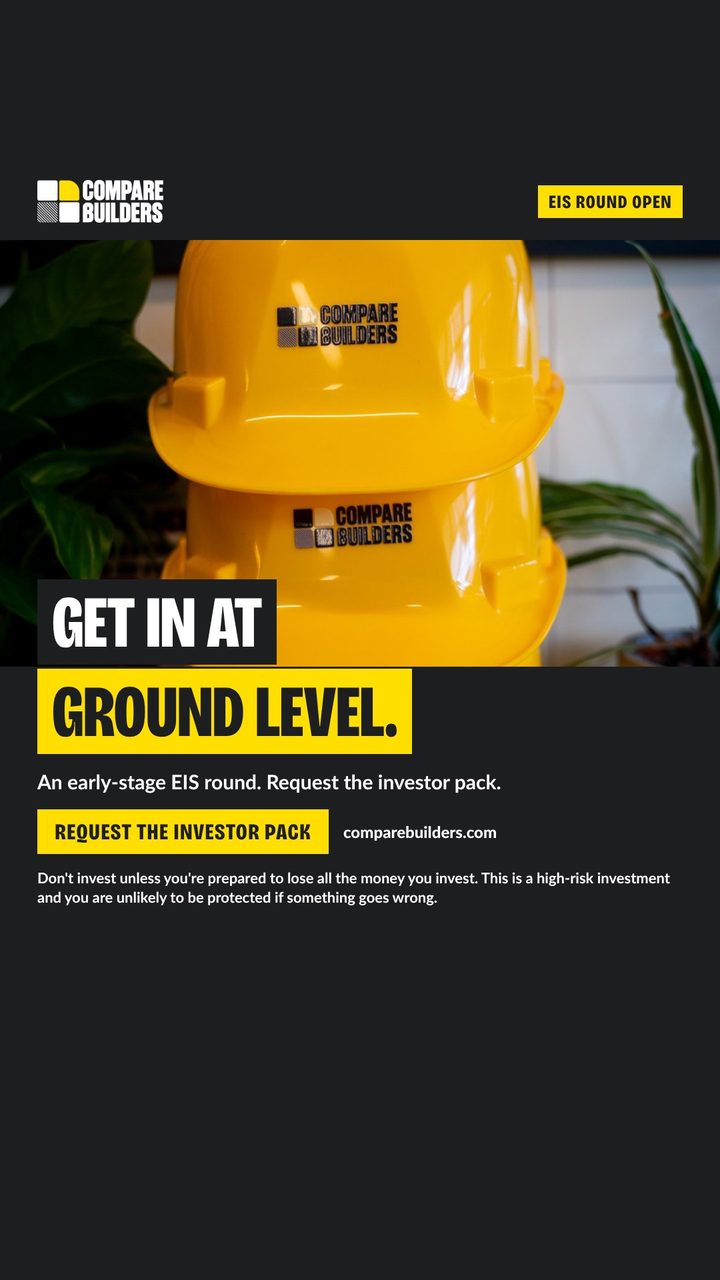 COMPARE
BUILDERS
EIS ROUND OPEN
COMPARE
BUILDERS
COMPARE
BUILDERS
GET IN AT
GROUND LEVEL.
An early-stage EIS round. Request the investor pack.
REQUEST THE INVESTOR PACK
comparebuilders.com
Don't invest unless you're prepared to lose all the money you invest. This is a high-risk investment
and you are unlikely to be protected if something goes wrong.